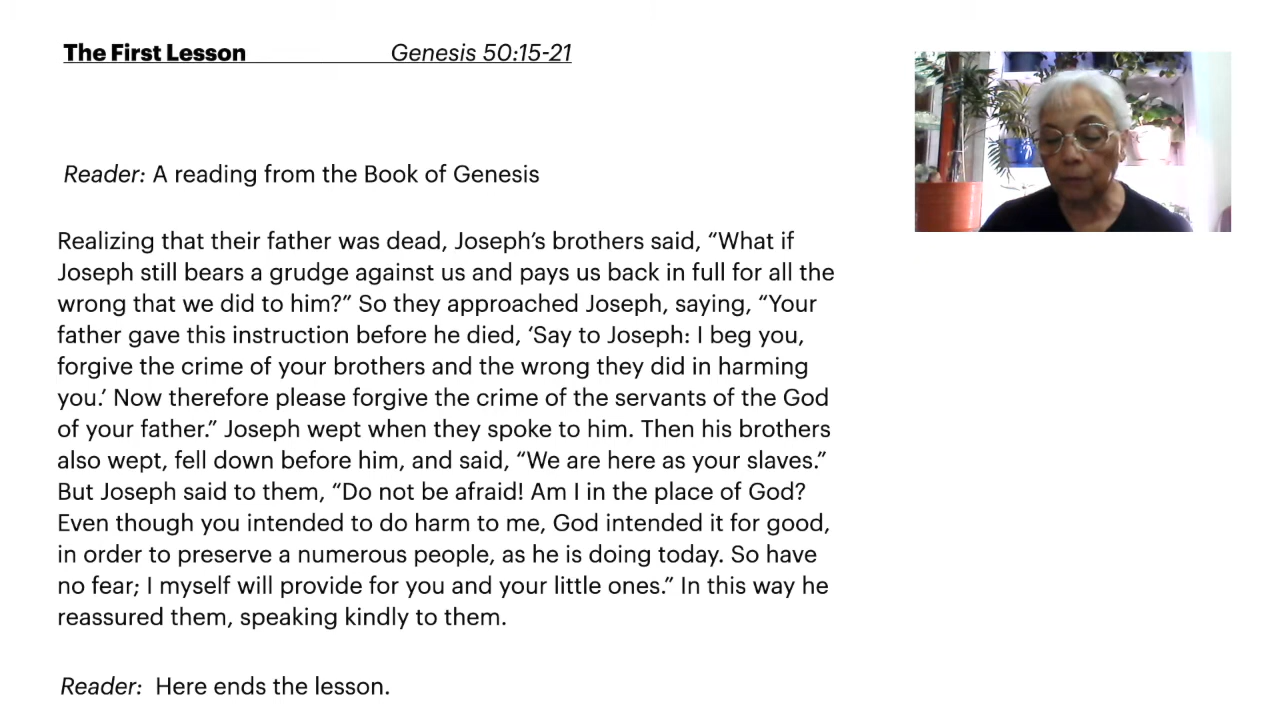 The First Lesson Genesis 50:15-21
Reader: A reading from the Book of Genesis
Realizing that their father was dead, Joseph’s brothers said, “What if
Joseph still bears a grudge against us and pays us back in full for all the
wrong that we did to him?” So they approached Joseph, saying, “Your
father gave this instruction before he died, ‘Say to Joseph: I beg you,
forgive the crime of your brothers and the wrong they did in harming
you.’ Now therefore please forgive the crime of the servants of the God
of your father.” Joseph wept when they spoke to him. Then his brothers
also wept, fell down before him, and said, “We are here as your slaves.”
But Joseph said to them, “Do not be afraid! Am I in the place of God?
Even though you intended to do harm to me, God intended it for good,
in order to preserve a numerous people, as he is doing today. So have
no fear; I myself will provide for you and your little ones.” In this way he
reassured them, speaking kindly to them.
Reader: Here ends the lesson.